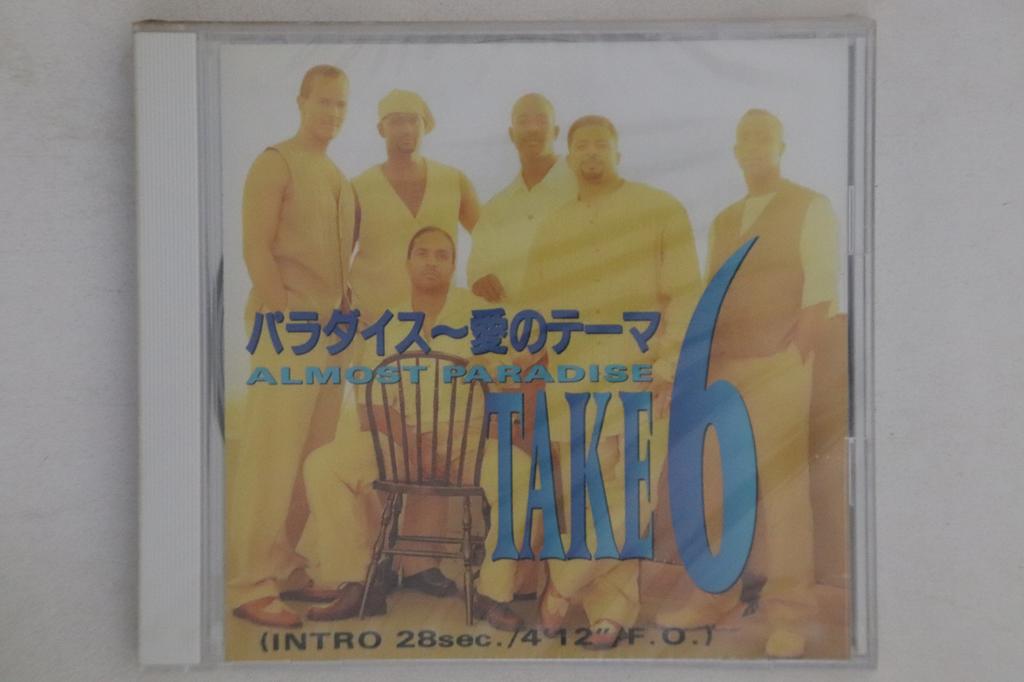 パラダイス～愛のテーマ
ALMOST PARADISE
TAKE 6
(INTRO 28sec./4'12"/F.O.)